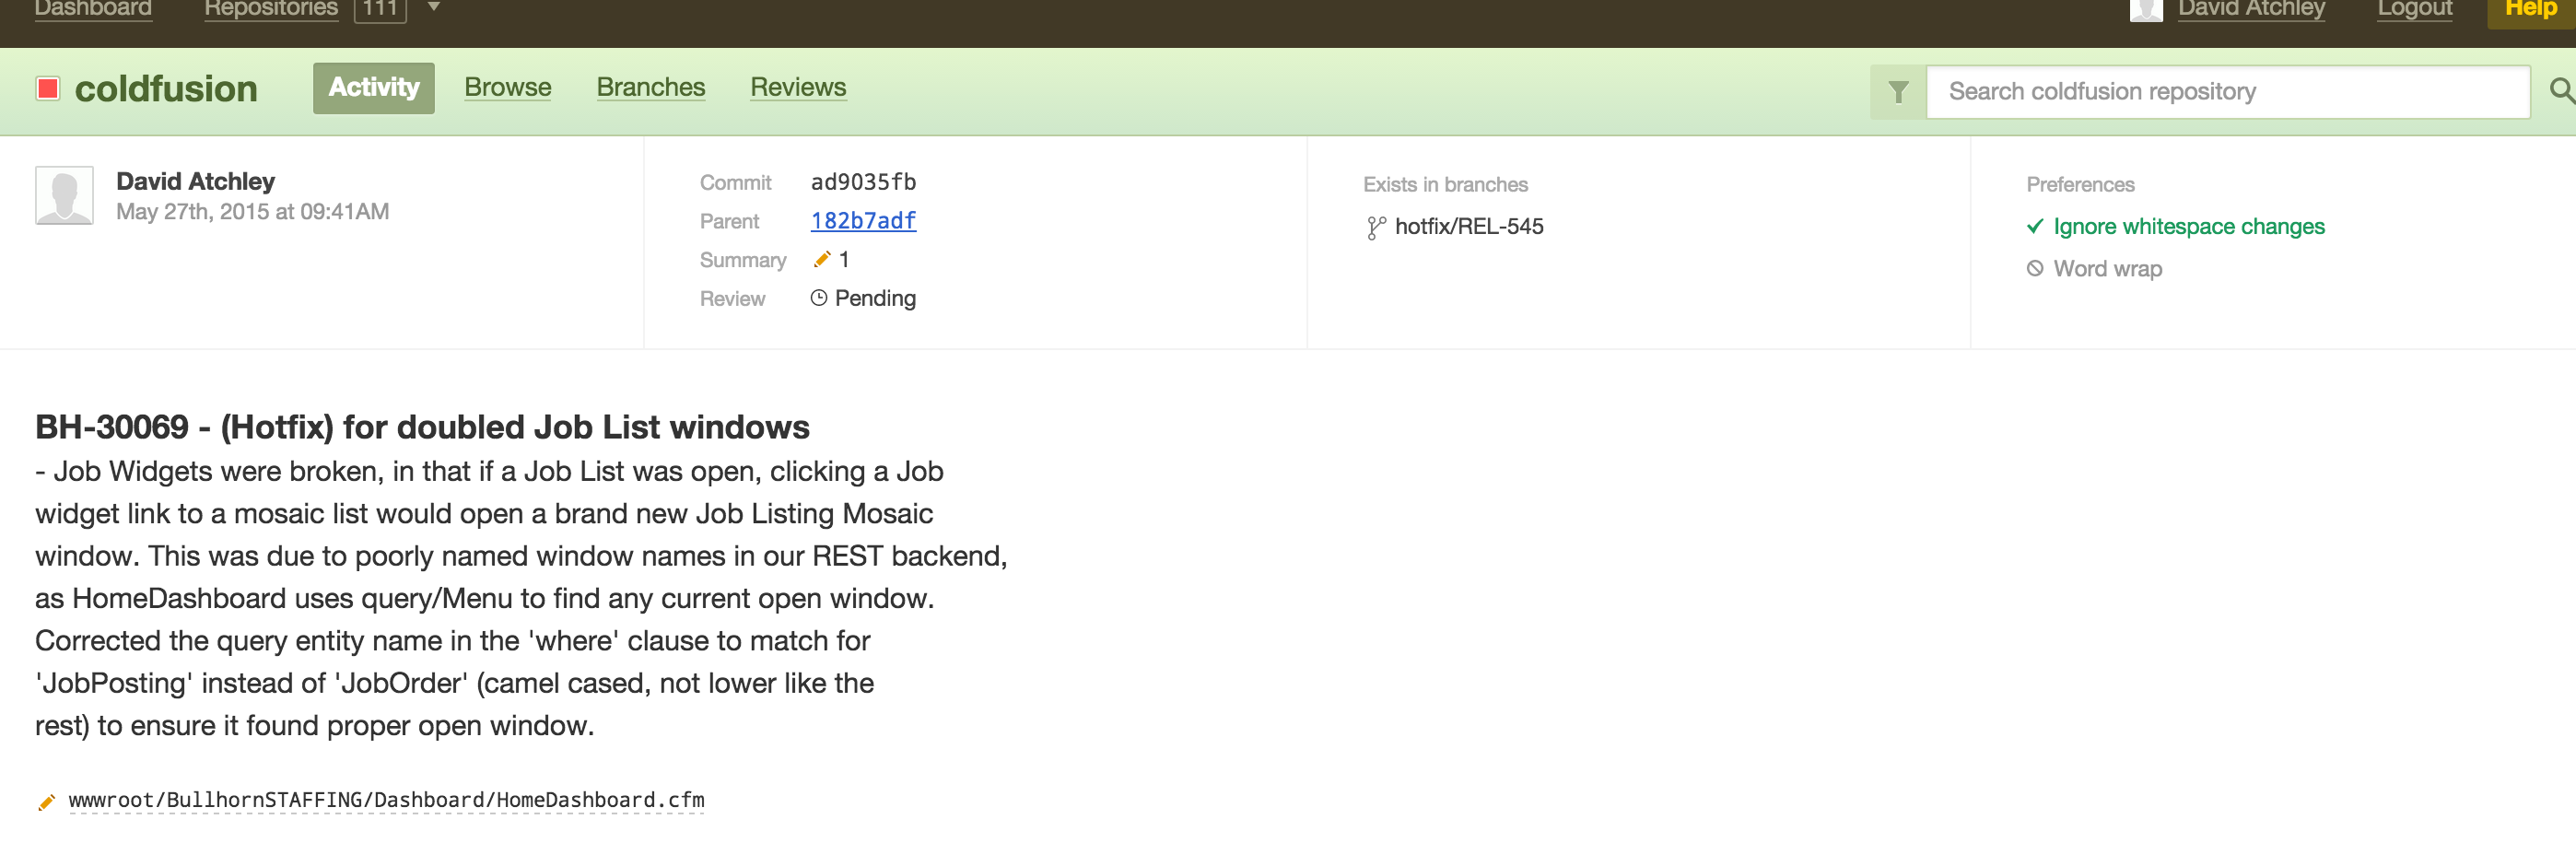 Dashboard Repositories 111 David Atchley Logout Help
coldfusion Activity Browse Branches Reviews Search coldfusion repository
David Atchley
May 27th, 2015 at 09:41AM
Commit ad9035fb
Parent 182b7adf
Summary 1
Review Pending
Exists in branches
hotfix/REL-545
Preferences
Ignore whitespace changes
Word wrap
BH-30069 - (Hotfix) for doubled Job List windows
- Job Widgets were broken, in that if a Job List was open, clicking a Job
widget link to a mosaic list would open a brand new Job Listing Mosaic
window. This was due to poorly named window names in our REST backend,
as HomeDashboard uses query/Menu to find any current open window.
Corrected the query entity name in the 'where' clause to match for
'JobPosting' instead of 'JobOrder' (camel cased, not lower like the
rest) to ensure it found proper open window.
wwwroot/BullhornSTAFFING/Dashboard/HomeDashboard.cfm